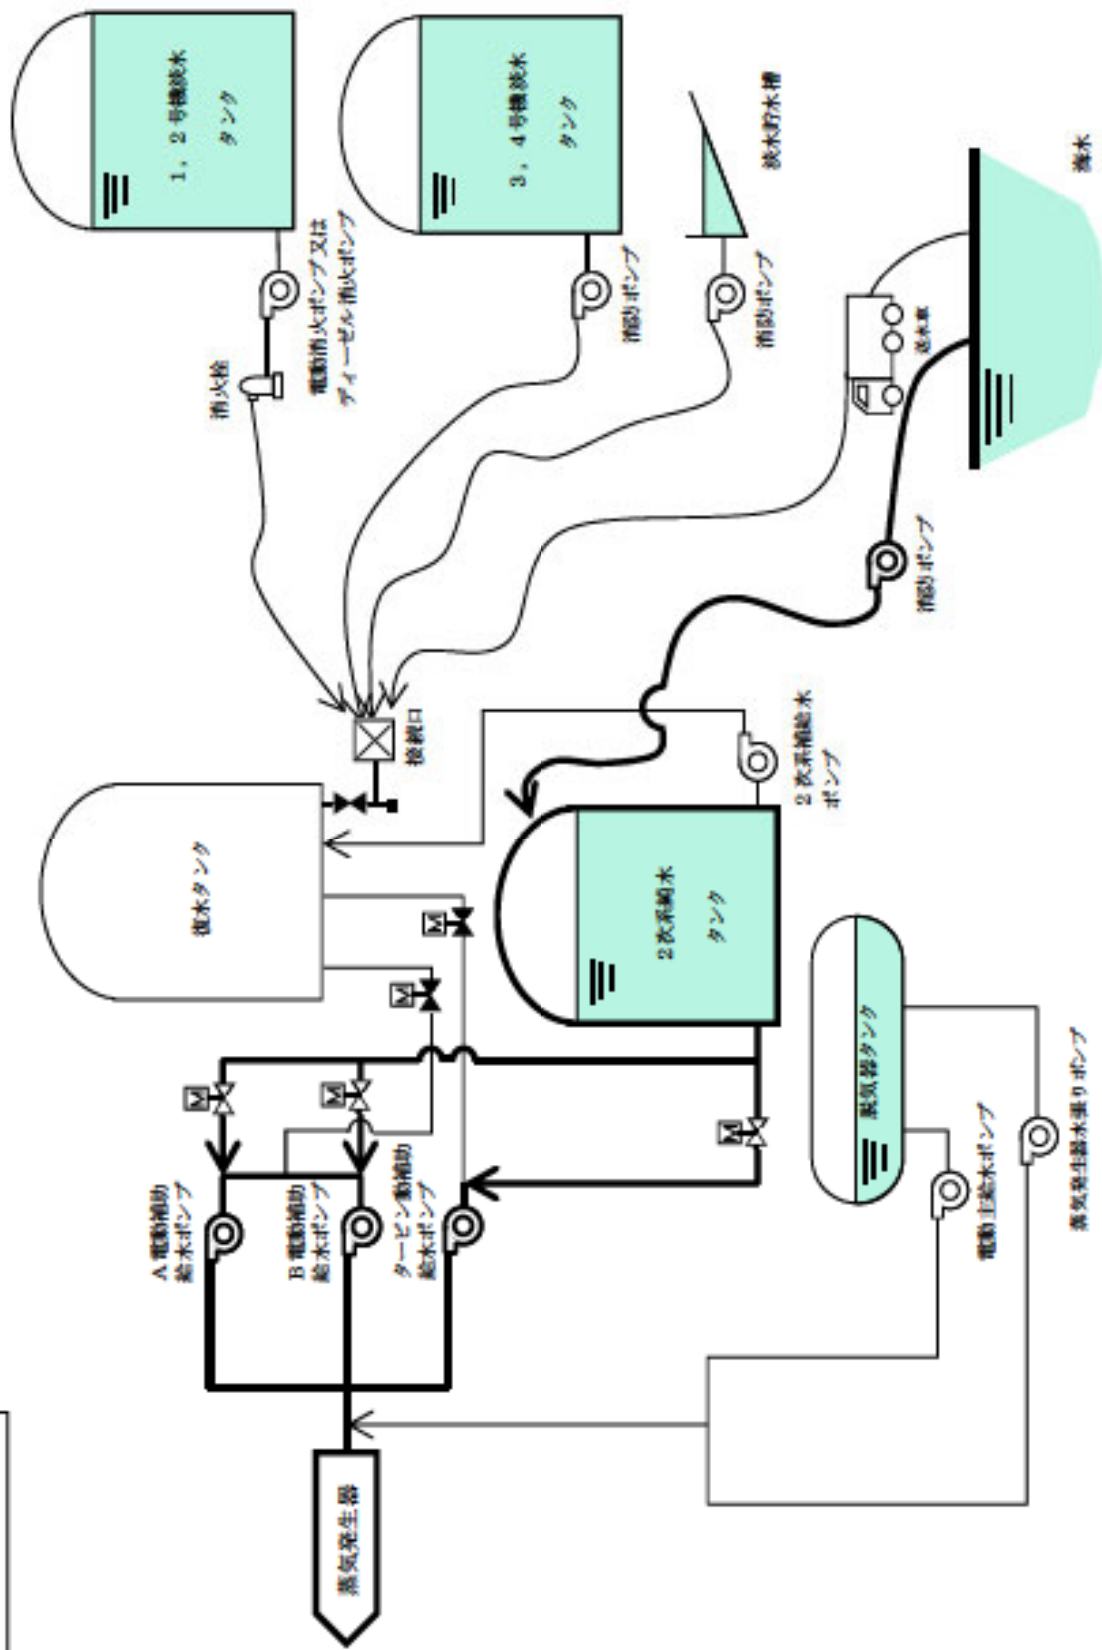 1，2号機淡水
タンク
3，4号機淡水
タンク
淡水貯水槽
海水
電動消火ポンプ又は
ディーゼル消火ポンプ
消火栓
消防ポンプ
消防ポンプ
送水車
消防ポンプ
接続口
復水タンク
M
M
2次系補給水
ポンプ
2次系純水
タンク
M
M
M
脱気器タンク
A電動補助
給水ポンプ
B電動補助
給水ポンプ
タービン動補助
給水ポンプ
電動主給水ポンプ
蒸気発生器水張りポンプ
蒸気発生器